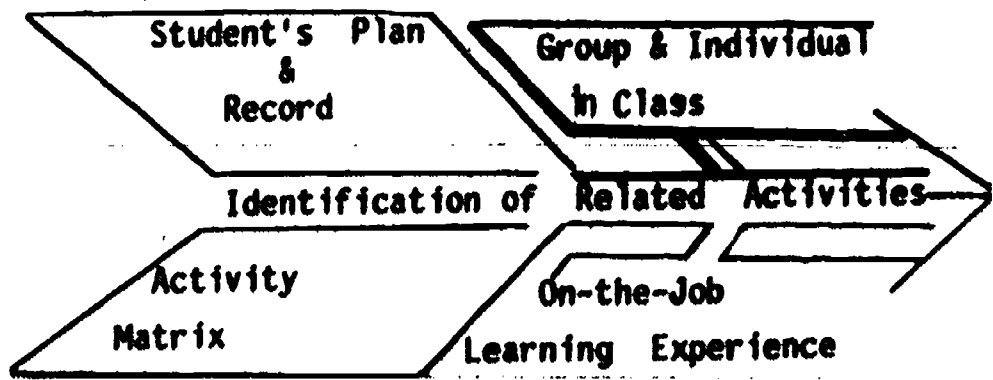 Student's Plan
&
Record
Group & Individual
in Class
Identification of Related Activities
Activity
Matrix
On-the-Job
Learning Experience